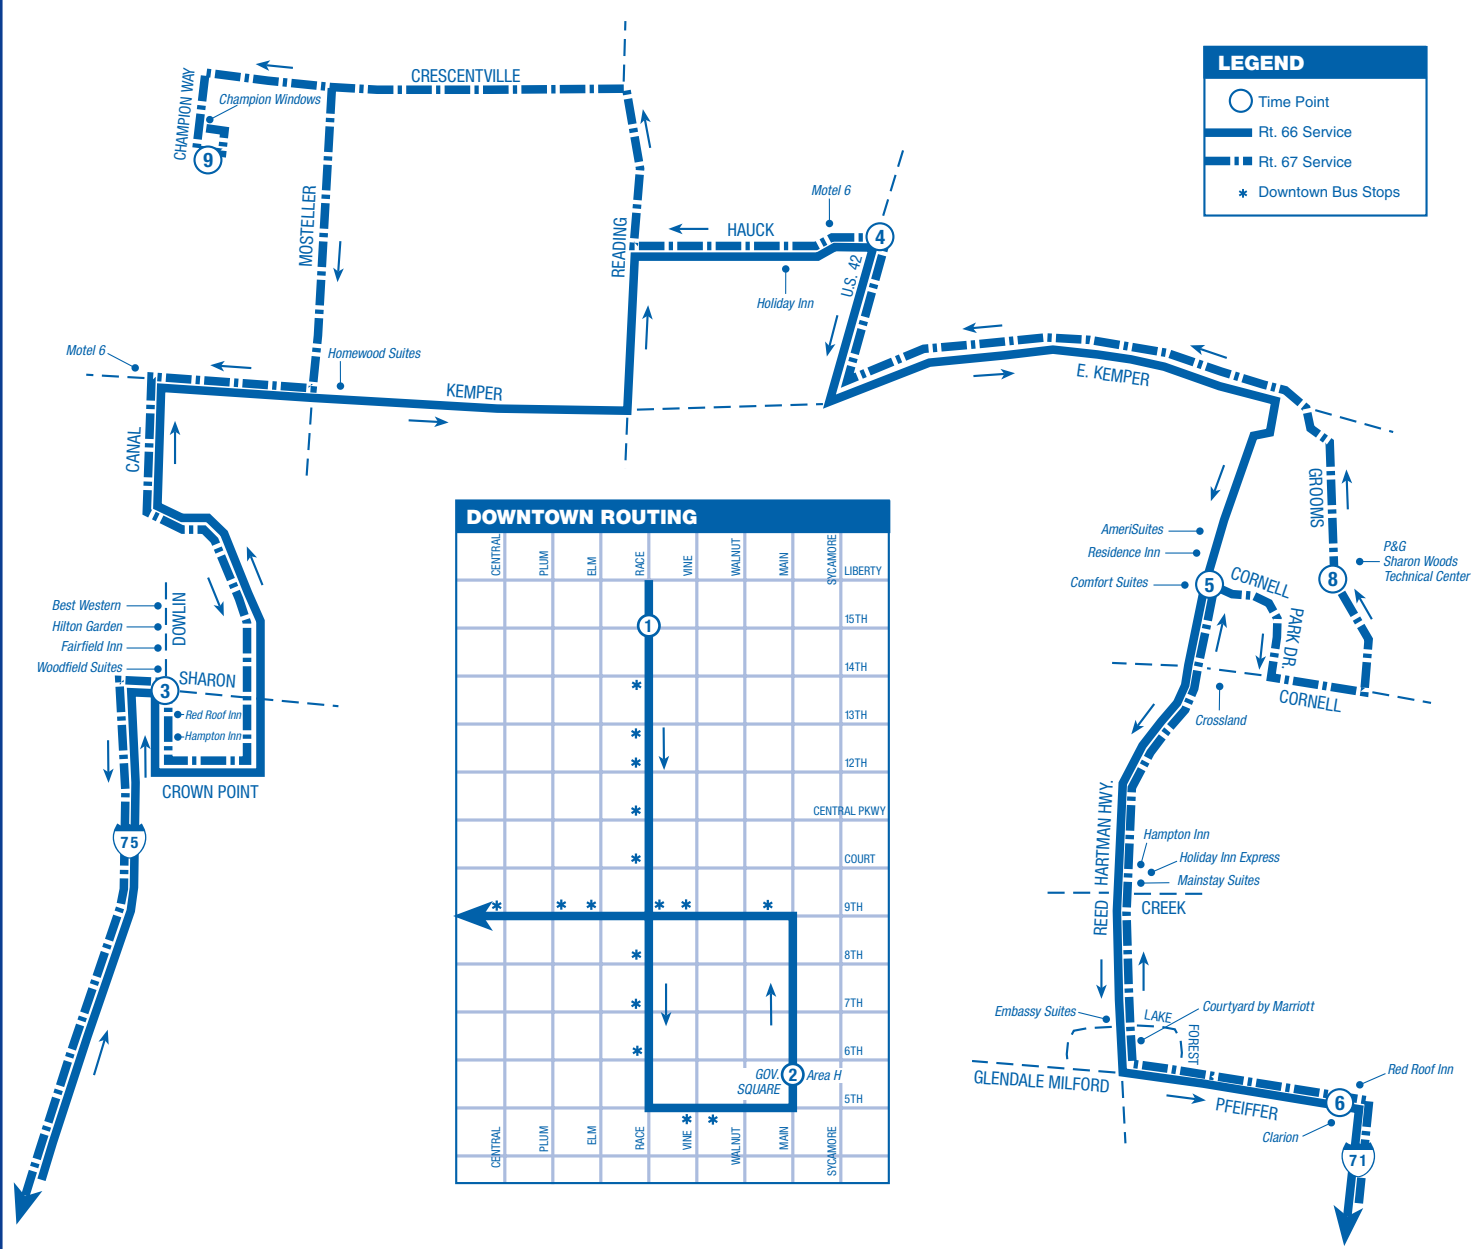 LEGEND
Time Point
Rt. 66 Service
Rt. 67 Service
* Downtown Bus Stops
CRESCENTVILLE
CHAMPION WAY
Champion Windows
9
MOSTELLER
READING
HAUCK
Motel 6
4
U.S. 42
Holiday Inn
Motel 6
Homewood Suites
KEMPER
E. KEMPER
CANAL
GROOMS
AmeriSuites
Residence Inn
Comfort Suites
5
CORNELL
8
P&G
Sharon Woods
Technical Center
PARK DR.
CORNELL
Crossland
Best Western
Hilton Garden
Fairfield Inn
Woodfield Suites
DOWLIN
SHARON
3
Red Roof Inn
Hampton Inn
CROWN POINT
75
DOWNTOWN ROUTING
CENTRAL
PLUM
ELM
RACE
VINE
WALNUT
MAIN
SYCAMORE
LIBERTY
1
15TH
14TH
13TH
12TH
CENTRAL PKWY
COURT
9TH
8TH
7TH
6TH
GOV.
SQUARE
2
Area H
5TH
CENTRAL
PLUM
ELM
RACE
VINE
WALNUT
MAIN
SYCAMORE
REED HARTMAN HWY.
Hampton Inn
Holiday Inn Express
Mainstay Suites
CREEK
Embassy Suites
LAKE
FOREST
Courtyard by Marriott
GLENDALE MILFORD
PFEIFFER
Red Roof Inn
6
Clarion
71